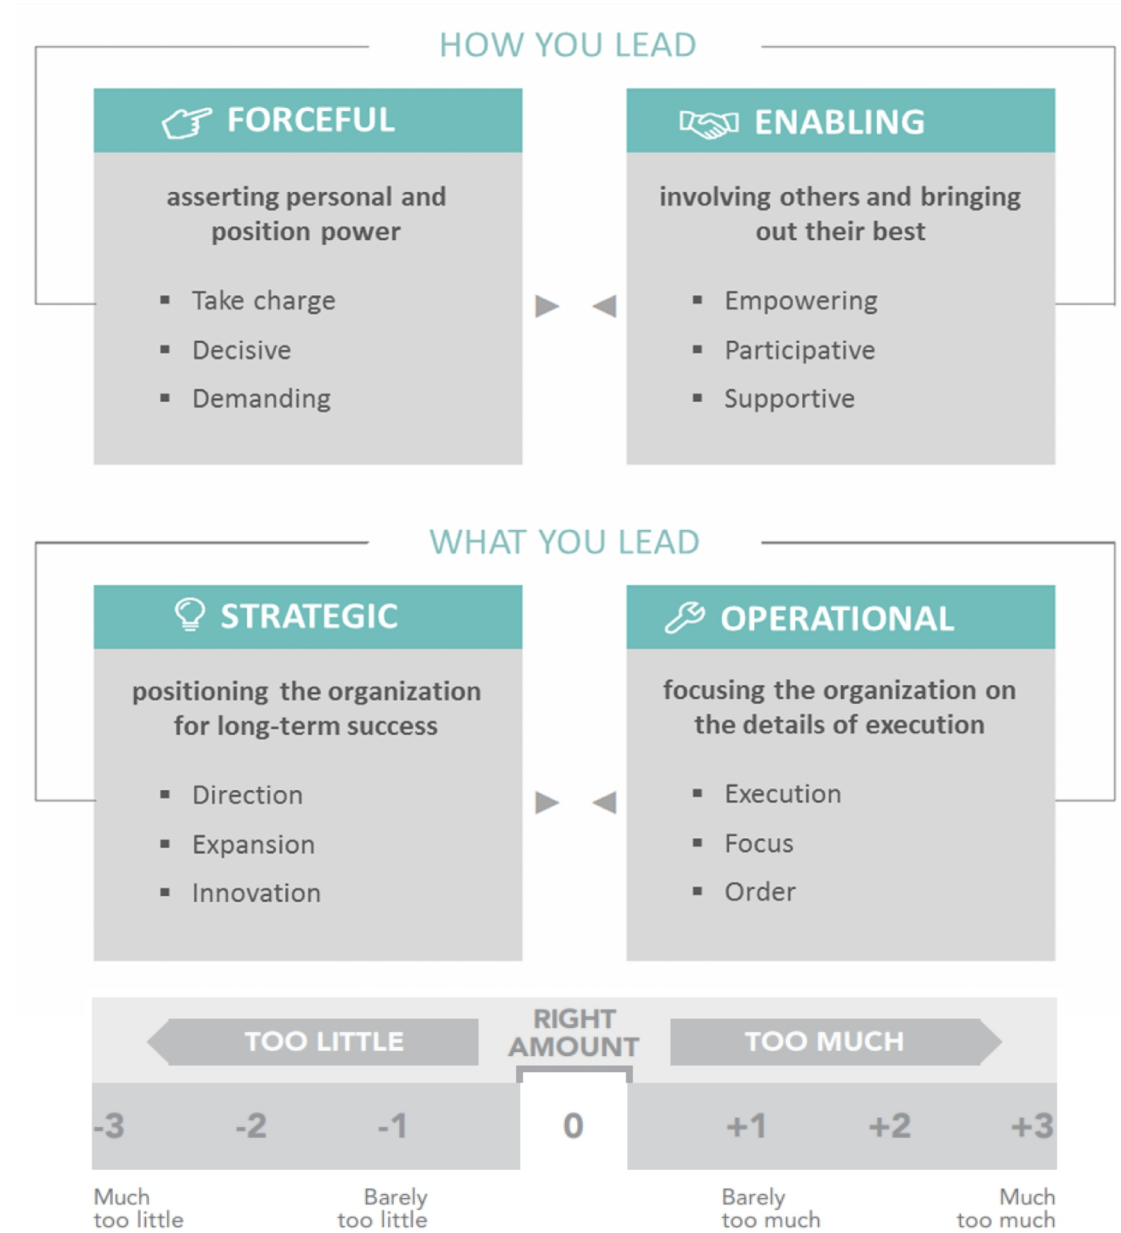 HOW YOU LEAD
FORCEFUL
asserting personal and
position power
▪ Take charge
▪ Decisive
▪ Demanding
ENABLING
involving others and bringing
out their best
▪ Empowering
▪ Participative
▪ Supportive
WHAT YOU LEAD
STRATEGIC
positioning the organization
for long-term success
▪ Direction
▪ Expansion
▪ Innovation
OPERATIONAL
focusing the organization on
the details of execution
▪ Execution
▪ Focus
▪ Order
TOO LITTLE
RIGHT
AMOUNT
TOO MUCH
-3 -2 -1 0 +1 +2 +3
Much
too little
Barely
too little
Barely
too much
Much
too much